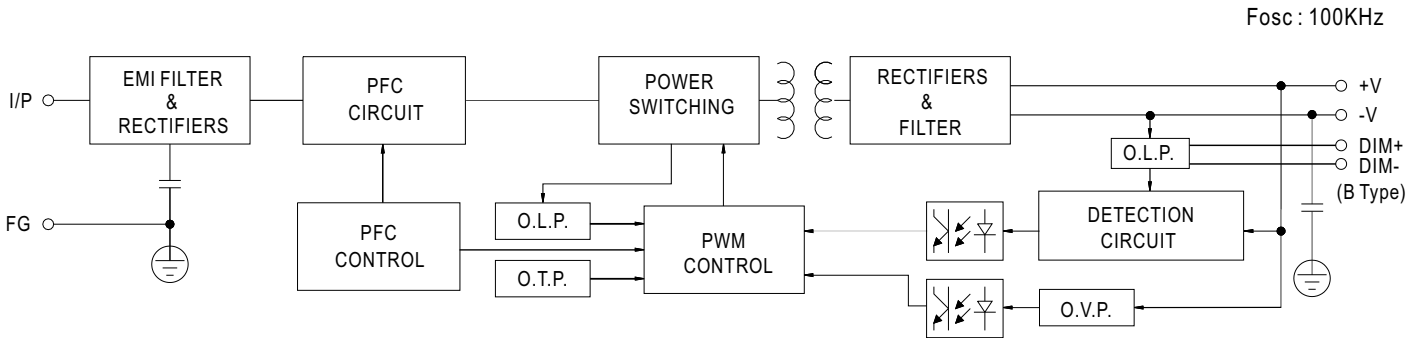 Fosc : 100KHz
I/P
EMI FILTER
&
RECTIFIERS
PFC
CIRCUIT
POWER
SWITCHING
RECTIFIERS
&
FILTER
+V
-V
DIM+
DIM-
(B Type)
O.L.P.
FG
PFC
CONTROL
O.L.P.
O.T.P.
PWM
CONTROL
DETECTION
CIRCUIT
O.V.P.